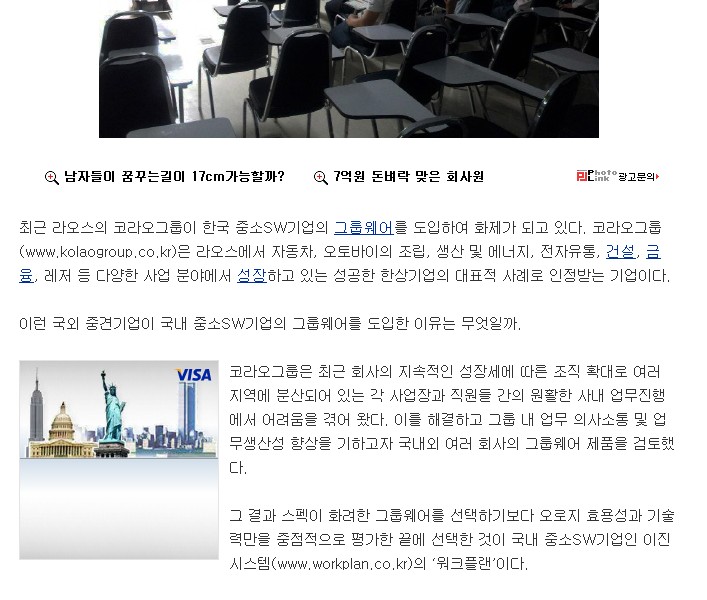 남자들이 꿈꾸는길이 17cm가능할까?
7억원 돈벼락 맞은 회사원
Photo Link 광고문의
최근 라오스의 코라오그룹이 한국 중소SW기업의 그룹웨어를 도입하여 화제가 되고 있다. 코라오그룹
(www.kolaogroup.co.kr)은 라오스에서 자동차, 오토바이의 조립, 생산 및 에너지, 전자유통, 건설, 금
융, 레저 등 다양한 사업 분야에서 성장하고 있는 성공한 한상기업의 대표적 사례로 인정받는 기업이다.
이런 국외 중견기업이 국내 중소SW기업의 그룹웨어를 도입한 이유는 무엇일까.
VISA
코라오그룹은 최근 회사의 지속적인 성장세에 따른 조직 확대로 여러
지역에 분산되어 있는 각 사업장과 직원들 간의 원활한 사내 업무진행
에서 어려움을 겪어 왔다. 이를 해결하고 그룹 내 업무 의사소통 및 업
무생산성 향상을 기하고자 국내외 여러 회사의 그룹웨어 제품을 검토했
다.
그 결과 스펙이 화려한 그룹웨어를 선택하기보다 오로지 효용성과 기술
력만을 중점적으로 평가한 끝에 선택한 것이 국내 중소SW기업인 이진
시스템(www.workplan.co.kr)의 ‘워크플랜’이다.